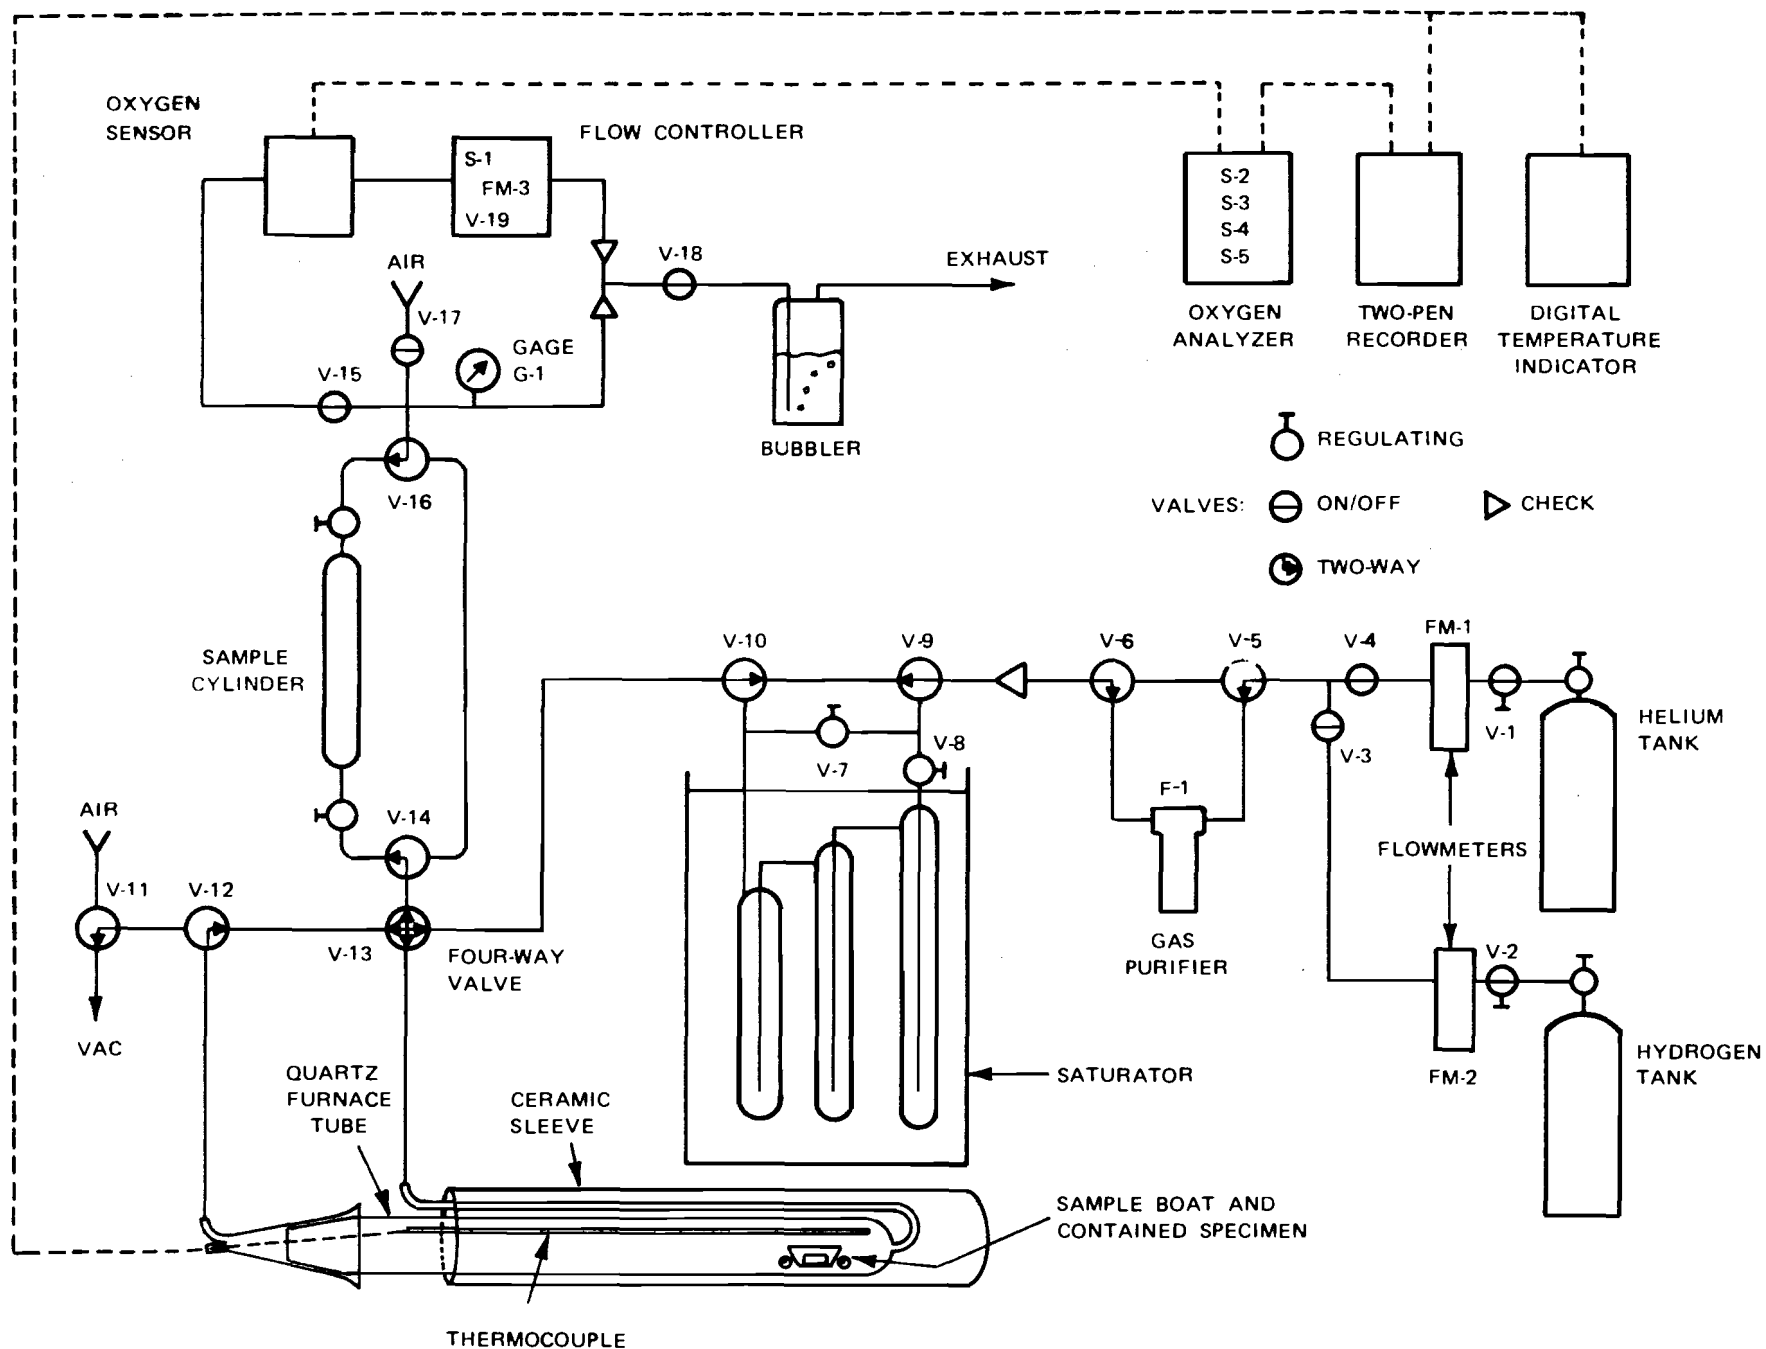 OXYGEN
SENSOR
S-1
FM-3
V-19
FLOW CONTROLLER
AIR
V-17
V-18
EXHAUST
S-2
S-3
S-4
S-5
OXYGEN
ANALYZER
TWO-PEN
RECORDER
DIGITAL
TEMPERATURE
INDICATOR
GAGE
G-1
V-15
BUBBLER
V-16
VALVES:
REGULATING
ON/OFF
CHECK
TWO-WAY
SAMPLE
CYLINDER
V-14
V-10
V-9
V-6
V-5
V-4
FM-1
V-1
HELIUM
TANK
V-3
V-7
V-8
F-1
FLOWMETERS
GAS
PURIFIER
AIR
V-11
V-12
V-13
FOUR-WAY
VALVE
VAC
V-2
FM-2
HYDROGEN
TANK
SATURATOR
QUARTZ
FURNACE
TUBE
CERAMIC
SLEEVE
SAMPLE BOAT AND
CONTAINED SPECIMEN
THERMOCOUPLE